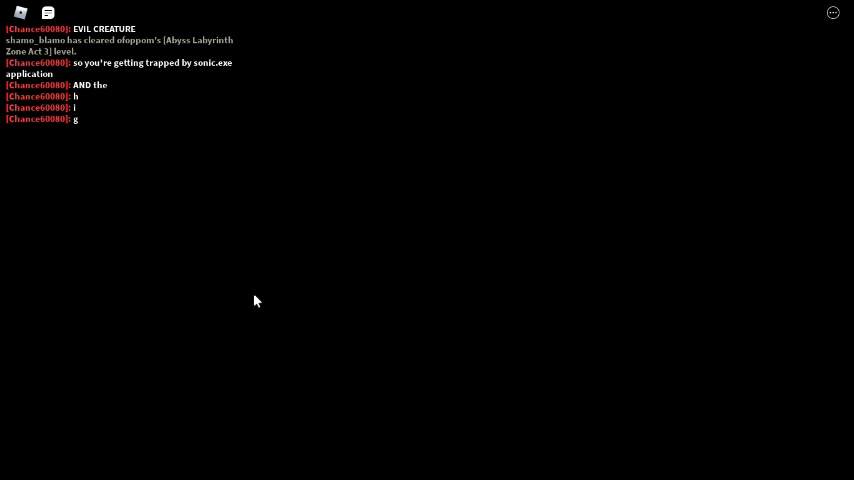 [Chance60080]: EVIL CREATURE
shamo_blamo has cleared ofoppom's [Abyss Labyrinth
Zone Act 3] level.
[Chance60080]: so you're getting trapped by sonic.exe
application
[Chance60080]: AND the
[Chance60080]: h
[Chance60080]: i
[Chance60080]: g